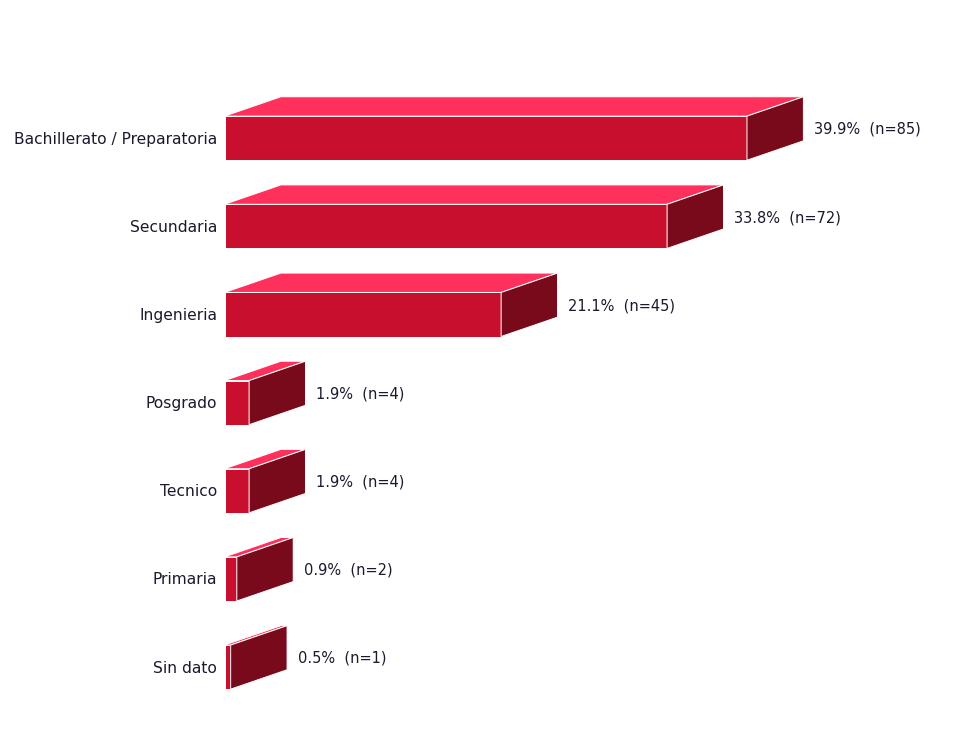 Bachillerato / Preparatoria 39.9% (n=85)
Secundaria 33.8% (n=72)
Ingenieria 21.1% (n=45)
Posgrado 1.9% (n=4)
Tecnico 1.9% (n=4)
Primaria 0.9% (n=2)
Sin dato 0.5% (n=1)